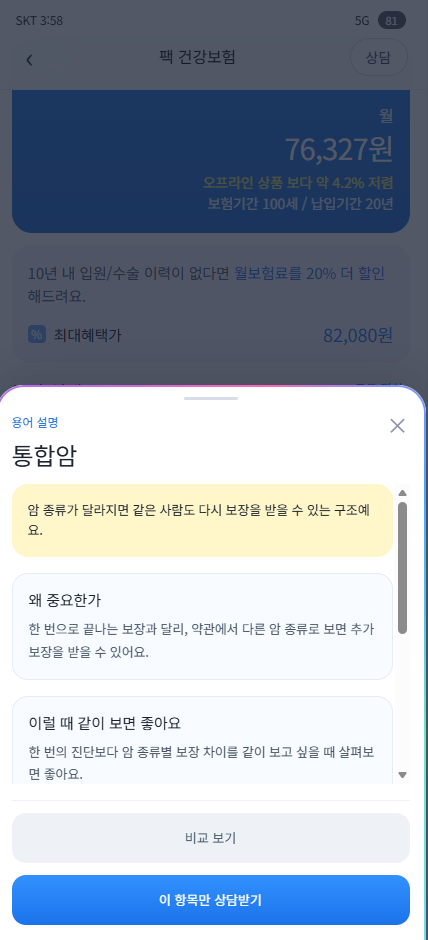 SKT 3:58
5G 81
팩 건강보험
상담
월
76,327원
오프라인 상품 보다 약 4.2% 저렴
보험기간 100세 / 납입기간 20년
10년 내 입원/수술 이력이 없다면 월보험료를 20% 더 할인
해드려요.
% 최대혜택가 82,080원
용어 설명
통합암
암 종류가 달라지면 같은 사람도 다시 보장을 받을 수 있는 구조예
요.
왜 중요한가
한 번으로 끝나는 보장과 달리, 약관에서 다른 암 종류로 보면 추가
보장을 받을 수 있어요.
이럴 때 같이 보면 좋아요
한 번의 진단보다 암 종류별 보장 차이를 같이 보고 싶을 때 살펴보
면 좋아요.
비교 보기
이 항목만 상담받기